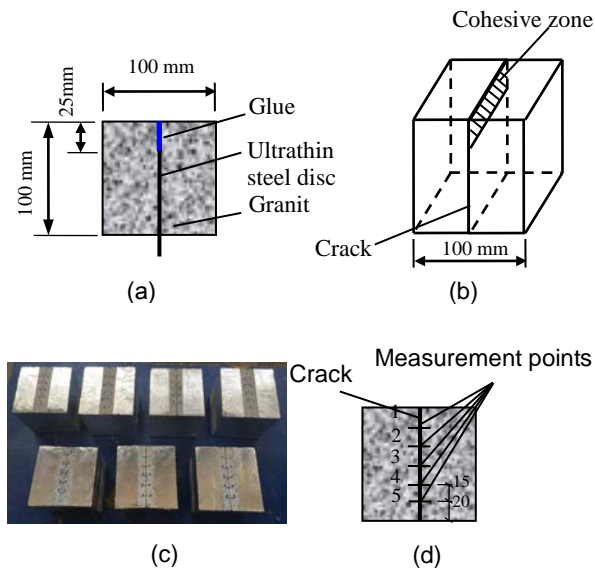 100 mm
25mm
100 mm
Glue
Ultrathin
steel disc
Granit
(a)
Cohesive zone
Crack
100 mm
(b)
(c)
Crack
Measurement points
1
2
3
4
5
15
20
(d)